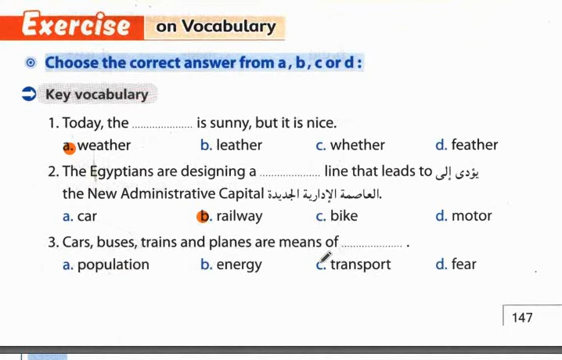 Exercise on Vocabulary
Choose the correct answer from a, b, c or d :
Key vocabulary
1. Today, the .................... is sunny, but it is nice.
a. weather b. leather c. whether d. feather
2. The Egyptians are designing a .................... line that leads to يؤدى إلى
the New Administrative Capital العاصمة الإدارية الجديدة.
a. car b. railway c. bike d. motor
3. Cars, buses, trains and planes are means of .................... .
a. population b. energy c. transport d. fear
147